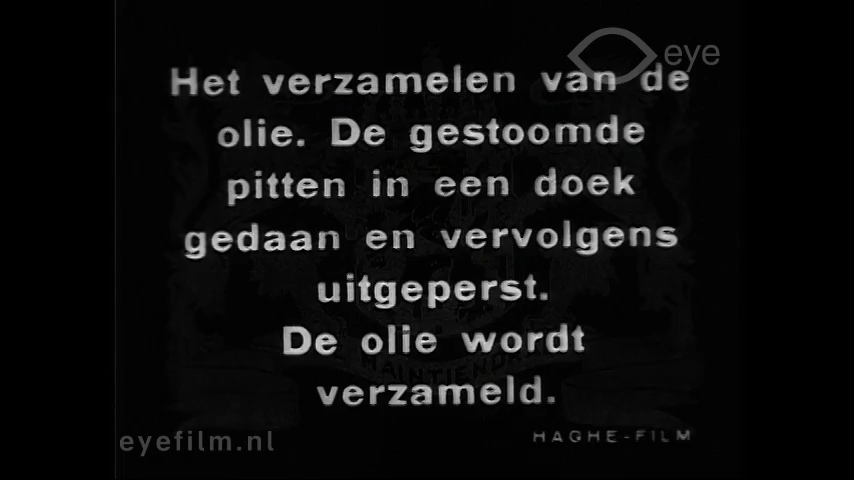 eye
Het verzamelen van de
olie. De gestoomde
pitten in een doek
gedaan en vervolgens
uitgeperst.
De olie wordt
verzameld.
HAGHE-FILM
eyefilm.nl